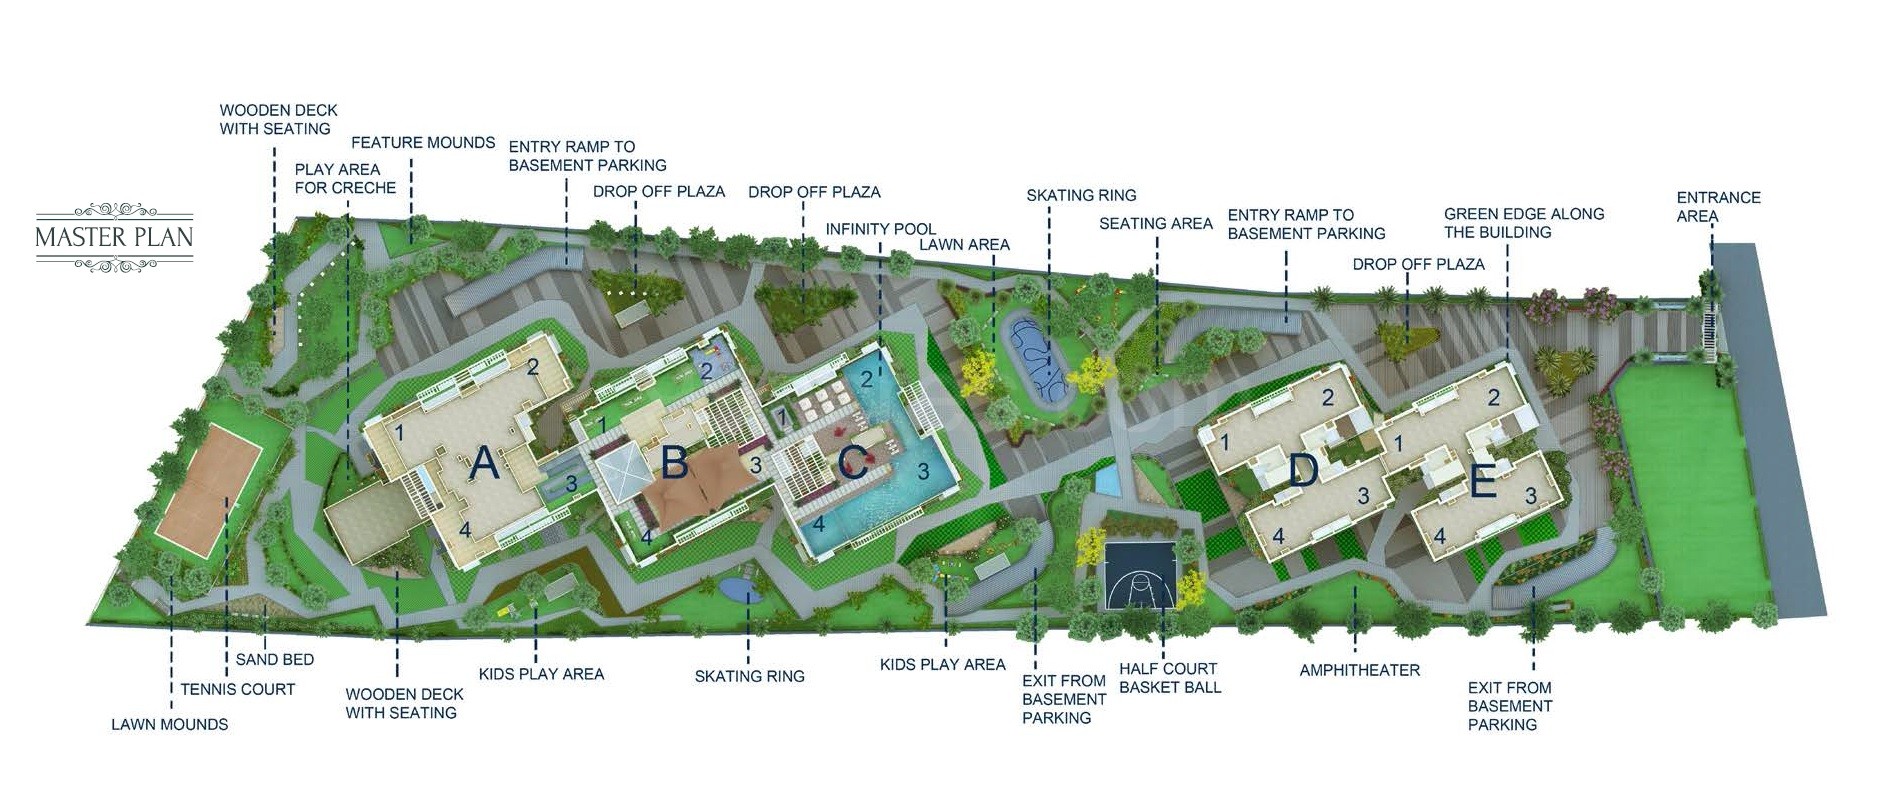 MASTER PLAN
WOODEN DECK
WITH SEATING
PLAY AREA
FOR CRECHE
FEATURE MOUNDS
ENTRY RAMP TO
BASEMENT PARKING
DROP OFF PLAZA
DROP OFF PLAZA
INFINITY POOL
LAWN AREA
SKATING RING
SEATING AREA
ENTRY RAMP TO
BASEMENT PARKING
DROP OFF PLAZA
GREEN EDGE ALONG
THE BUILDING
ENTRANCE
AREA
1
2
A
3
4
1
2
B
3
4
1
2
C
3
4
1
2
D
3
4
1
2
E
3
4
LAWN MOUNDS
TENNIS COURT
SAND BED
WOODEN DECK
WITH SEATING
KIDS PLAY AREA
SKATING RING
KIDS PLAY AREA
EXIT FROM
BASEMENT
PARKING
HALF COURT
BASKET BALL
AMPHITHEATER
EXIT FROM
BASEMENT
PARKING